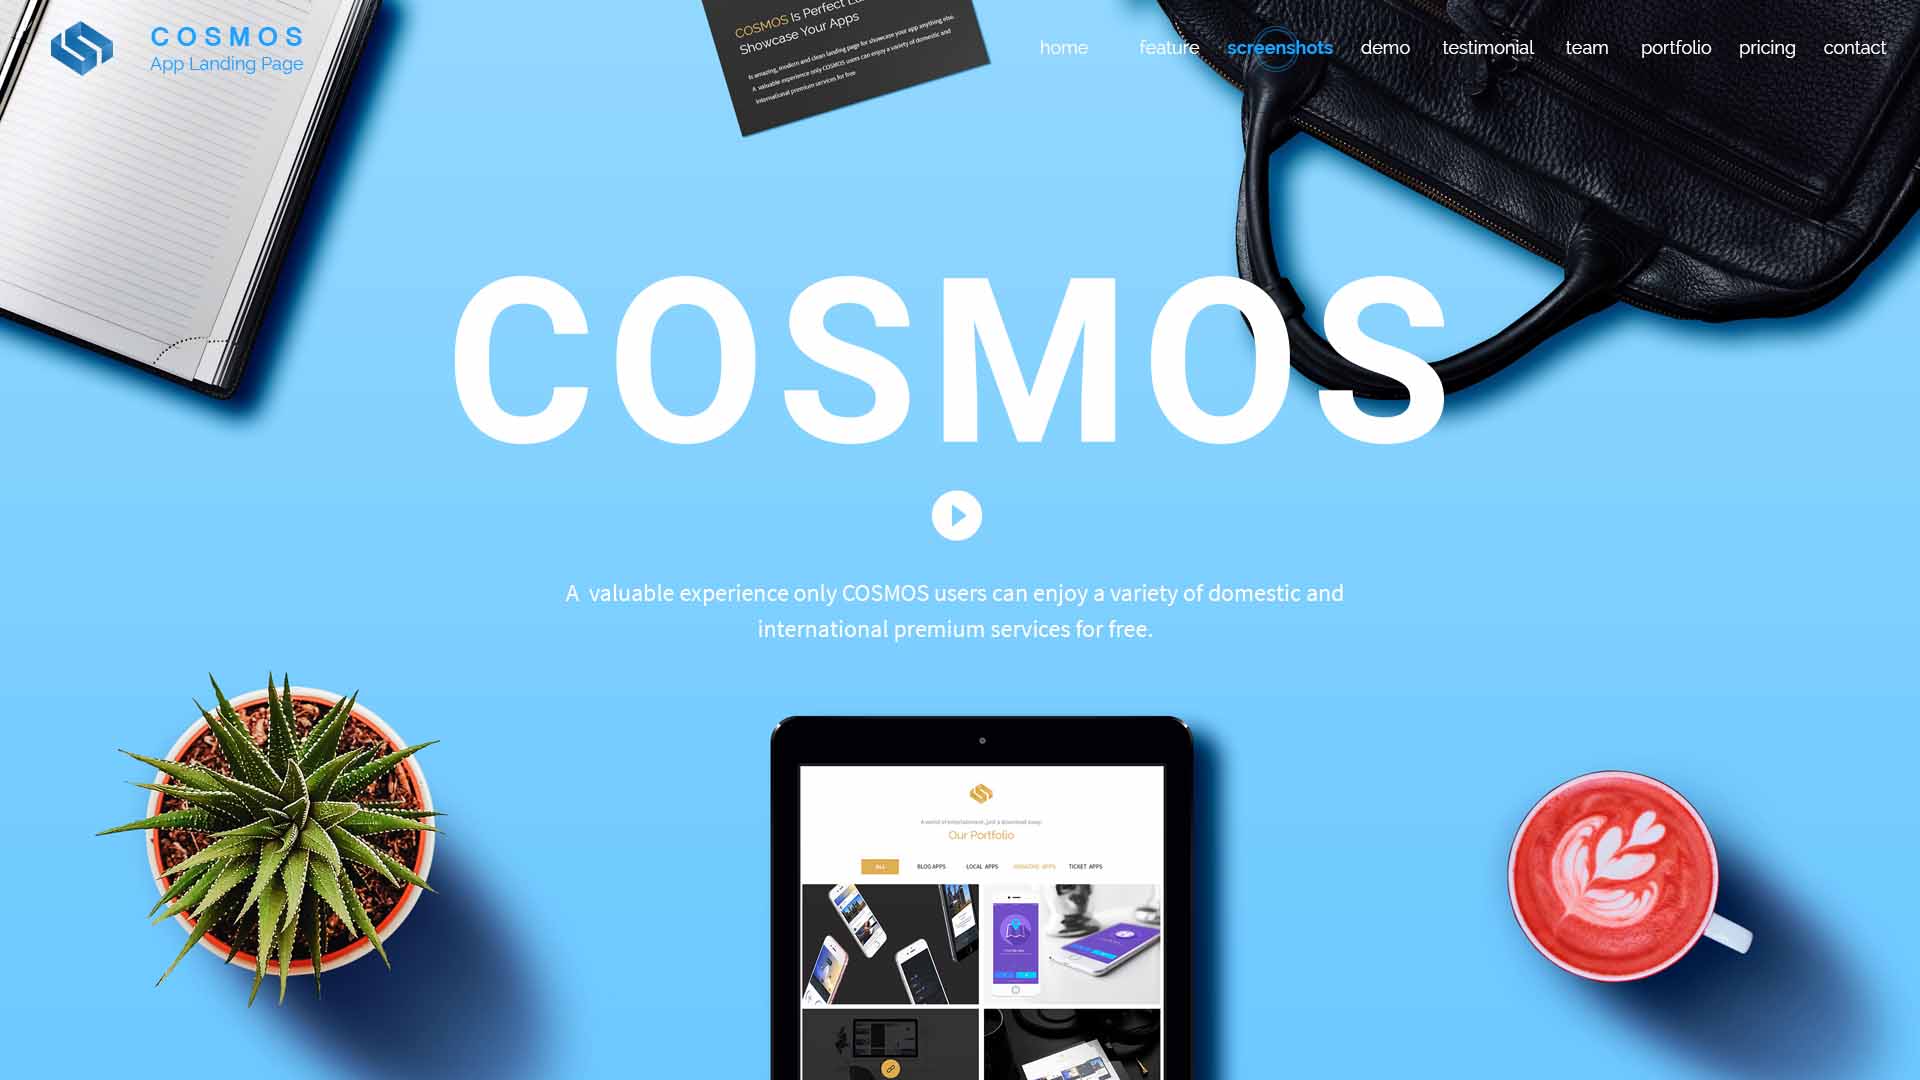 COSMOS
App Landing Page
COSMOS Is Perfect
Showcase Your Apps
Is amazing, modern and clean landing page for showcase your app anything else.
A valuable experience only COSMOS users can enjoy a variety of domestic and
international premium services for free
home feature screenshots demo testimonial team portfolio pricing contact
COSMOS
A valuable experience only COSMOS users can enjoy a variety of domestic and
international premium services for free.
A world of entertainment, just a download away.
Our Portfolio
ALL BLOG APPS LOCAL APPS MAGAZINE APPS TICKET APPS